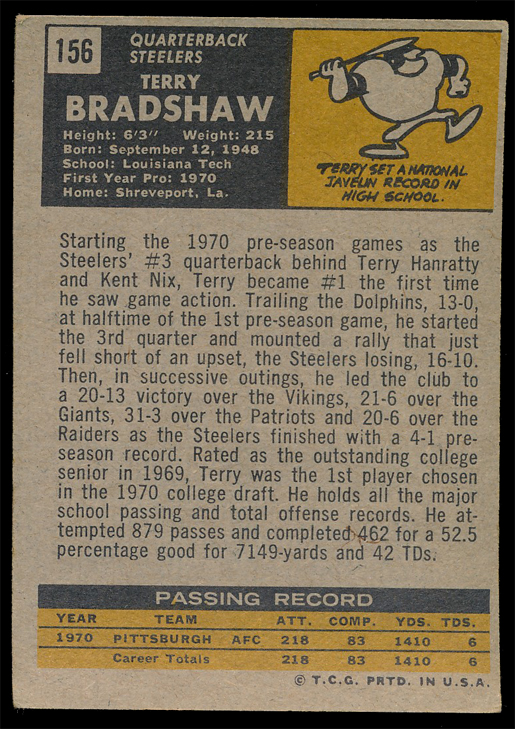 156
QUARTERBACK
STEELERS
TERRY
BRADSHAW
Height: 6'3" Weight: 215
Born: September 12, 1948
School: Louisiana Tech
First Year Pro: 1970
Home: Shreveport, La.
TERRY SET A NATIONAL
JAVELIN RECORD IN
HIGH SCHOOL.
Starting the 1970 pre-season games as the
Steelers' #3 quarterback behind Terry Hanratty
and Kent Nix, Terry became #1 the first time
he saw game action. Trailing the Dolphins, 13-0,
at halftime of the 1st pre-season game, he started
the 3rd quarter and mounted a rally that just
fell short of an upset, the Steelers losing, 16-10.
Then, in successive outings, he led the club to
a 20-13 victory over the Vikings, 21-6 over the
Giants, 31-3 over the Patriots and 20-6 over the
Raiders as the Steelers finished with a 4-1 pre-
season record. Rated as the outstanding college
senior in 1969, Terry was the 1st player chosen
in the 1970 college draft. He holds all the major
school passing and total offense records. He at-
tempted 879 passes and completed 462 for a 52.5
percentage good for 7149-yards and 42 TDs.
PASSING RECORD
YEAR TEAM ATT. COMP. YDS. TDS.
1970 PITTSBURGH AFC 218 83 1410 6
Career Totals 218 83 1410 6
© T.C.G. PRTD. IN U.S.A.